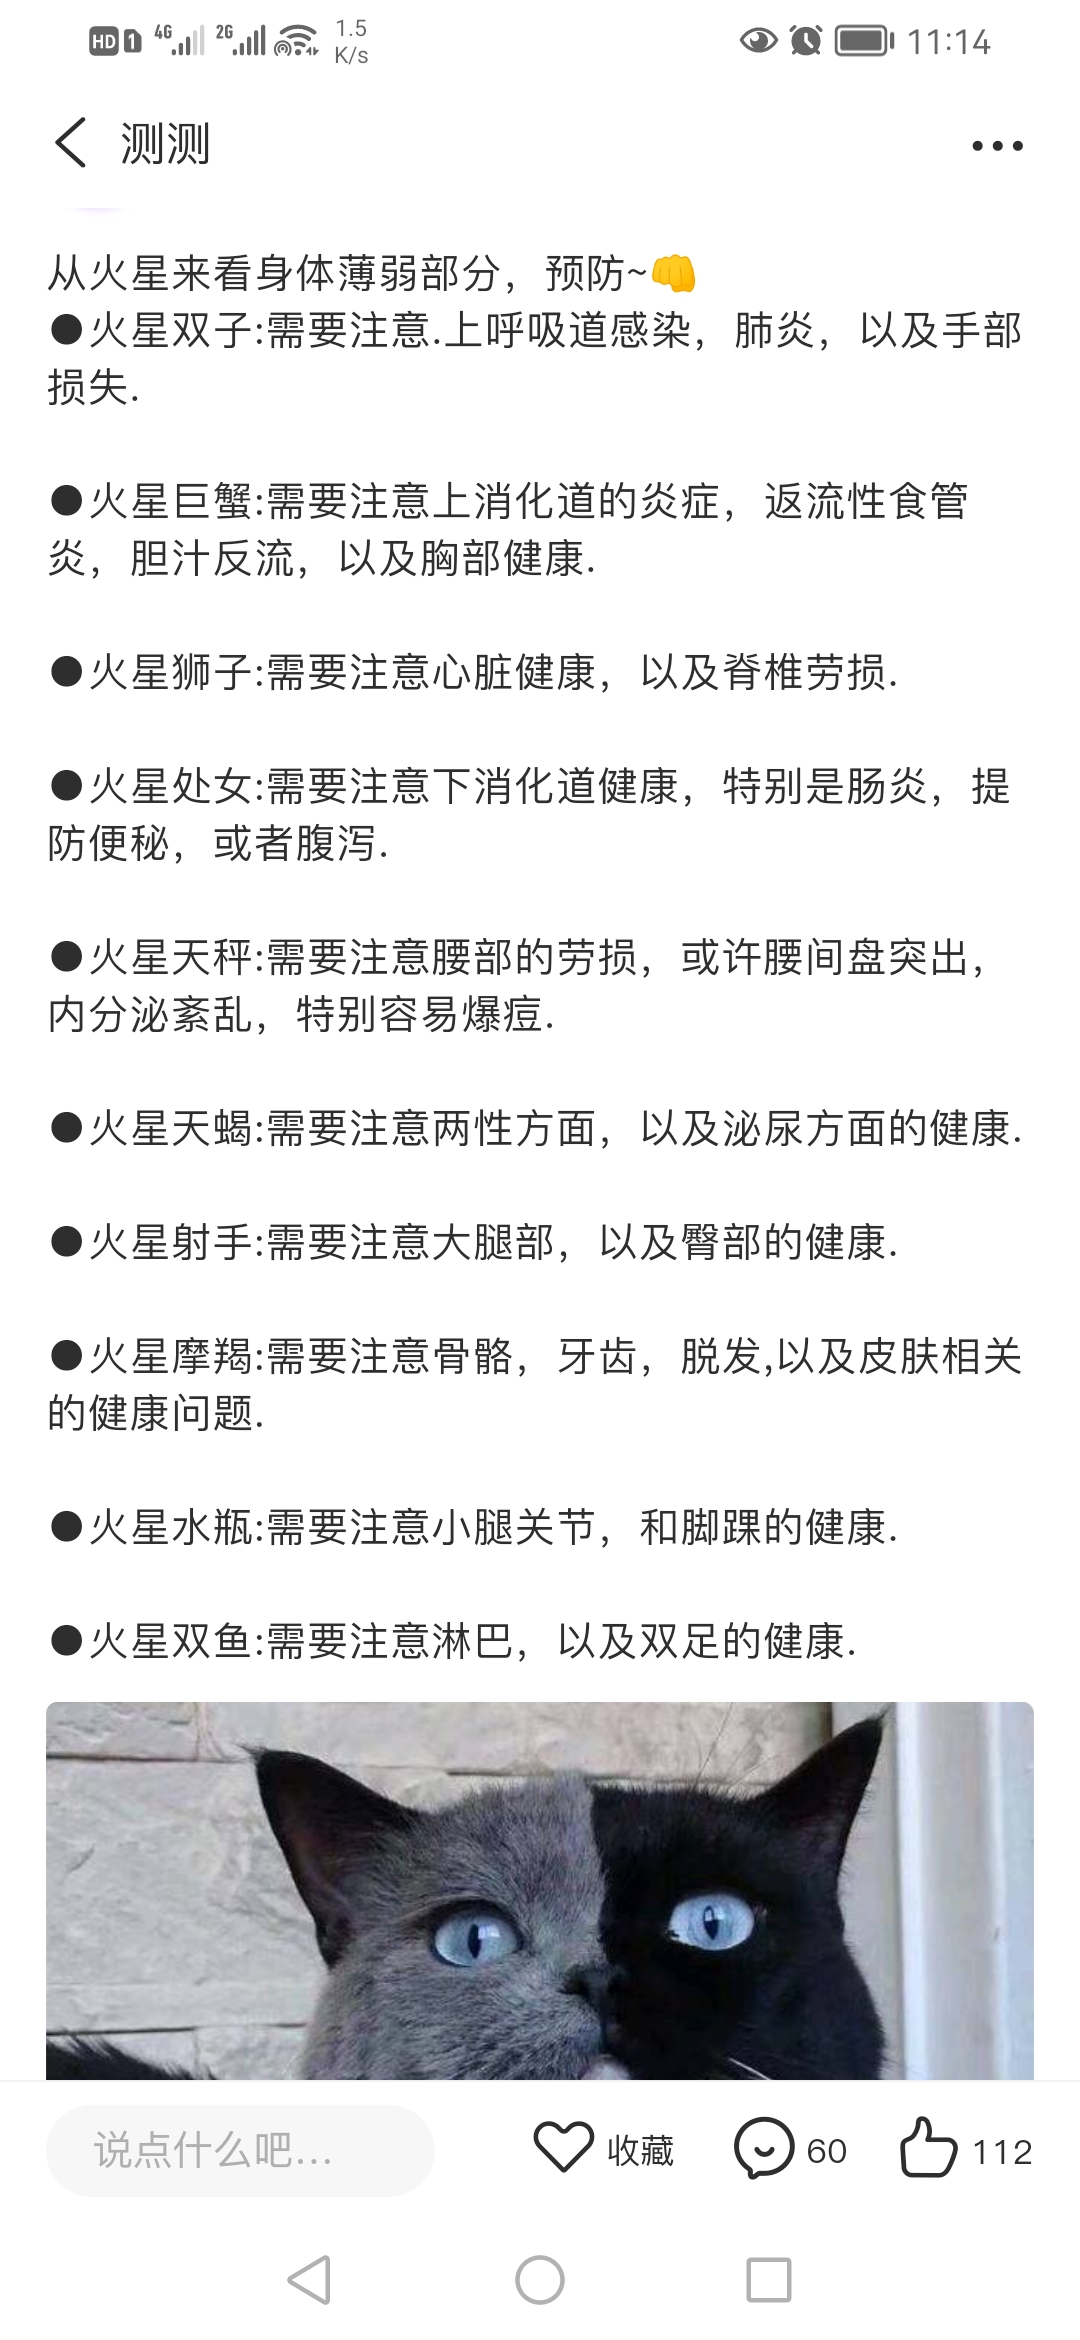 HD 1 4G 2G 1.5 K/s 11:14
测测
从火星来看身体薄弱部分，预防~👊
●火星双子:需要注意.上呼吸道感染，肺炎，以及手部
损失.
●火星巨蟹:需要注意上消化道的炎症，返流性食管
炎，胆汁反流，以及胸部健康.
●火星狮子:需要注意心脏健康，以及脊椎劳损.
●火星处女:需要注意下消化道健康，特别是肠炎，提
防便秘，或者腹泻.
●火星天秤:需要注意腰部的劳损，或许腰间盘突出，
内分泌紊乱，特别容易爆痘.
●火星天蝎:需要注意两性方面，以及泌尿方面的健康.
●火星射手:需要注意大腿部，以及臀部的健康.
●火星摩羯:需要注意骨骼，牙齿，脱发,以及皮肤相关
的健康问题.
●火星水瓶:需要注意小腿关节，和脚踝的健康.
●火星双鱼:需要注意淋巴，以及双足的健康.
说点什么吧... 收藏 60 112